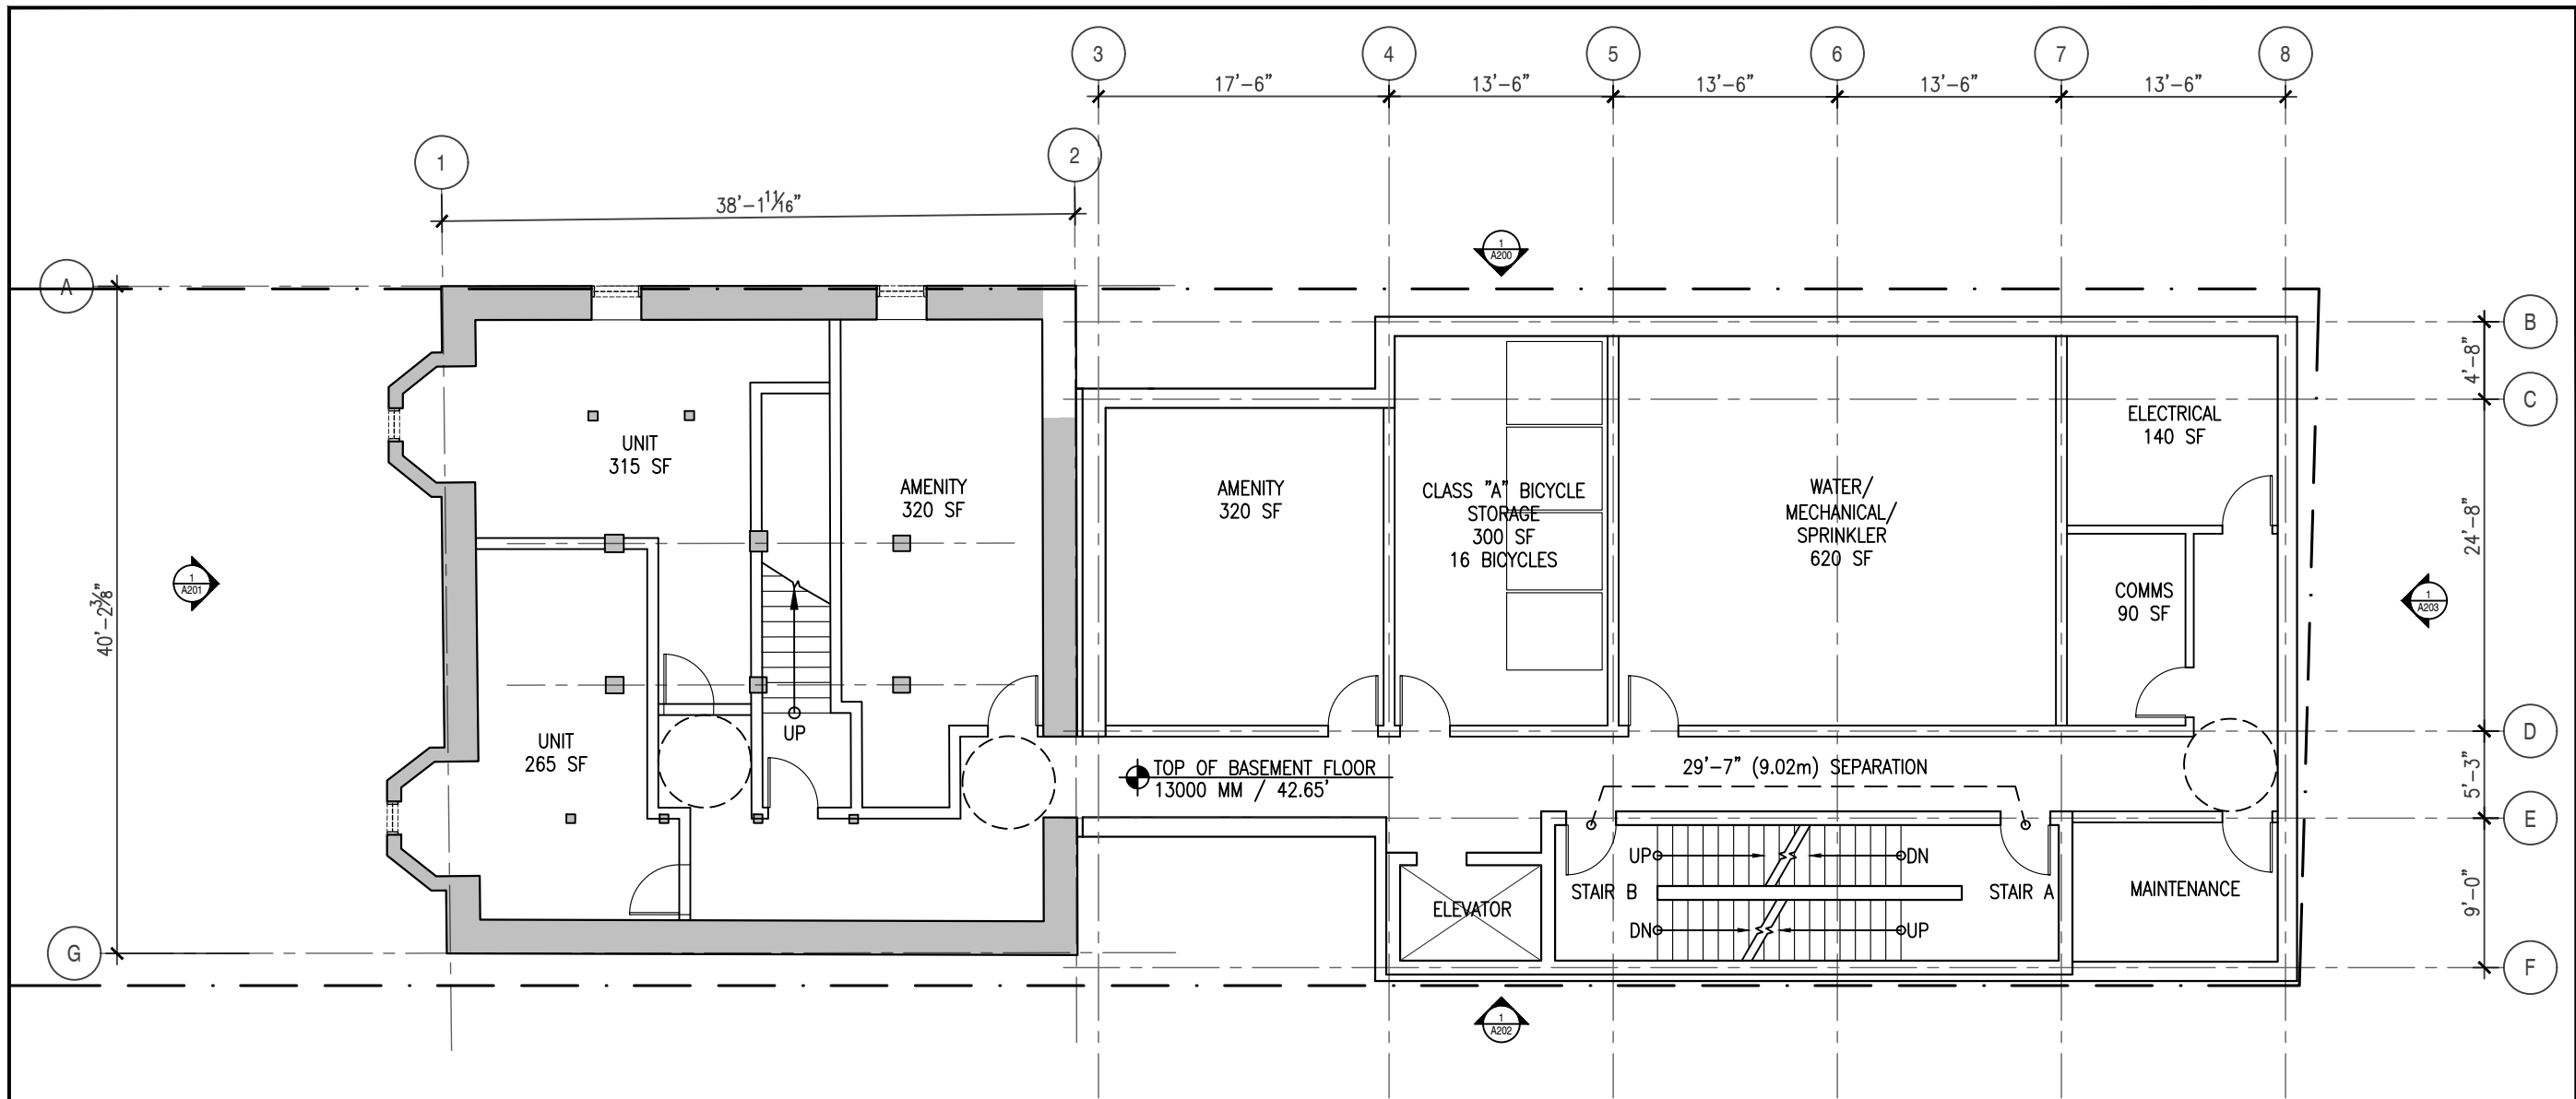 3
4
5
6
7
8
17'-6"
13'-6"
13'-6"
13'-6"
13'-6"
1
2
38'-1 11/16"
1
A200
A
B
4'-8"
C
ELECTRICAL
140 SF
UNIT
315 SF
AMENITY
320 SF
AMENITY
320 SF
CLASS "A" BICYCLE
STORAGE
300 SF
16 BICYCLES
WATER/
MECHANICAL/
SPRINKLER
620 SF
24'-8"
1
A201
40'-2 3/8"
COMMS
90 SF
1
A203
UP
UNIT
265 SF
D
TOP OF BASEMENT FLOOR
13000 MM / 42.65'
29'-7" (9.02m) SEPARATION
5'-3"
E
UP
DN
STAIR B
STAIR A
MAINTENANCE
ELEVATOR
DN
UP
9'-0"
G
F
1
A202